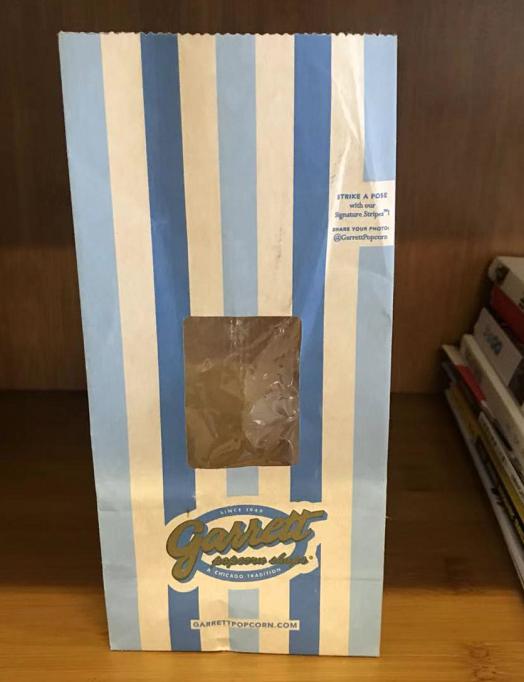 STRIKE A POSE
with our
Signature Stripes™!
SHARE YOUR PHOTO:
@GarrettPopcorn
SINCE 1949
Garrett
popcorn shops®
A CHICAGO TRADITION
GARRETTPOPCORN.COM